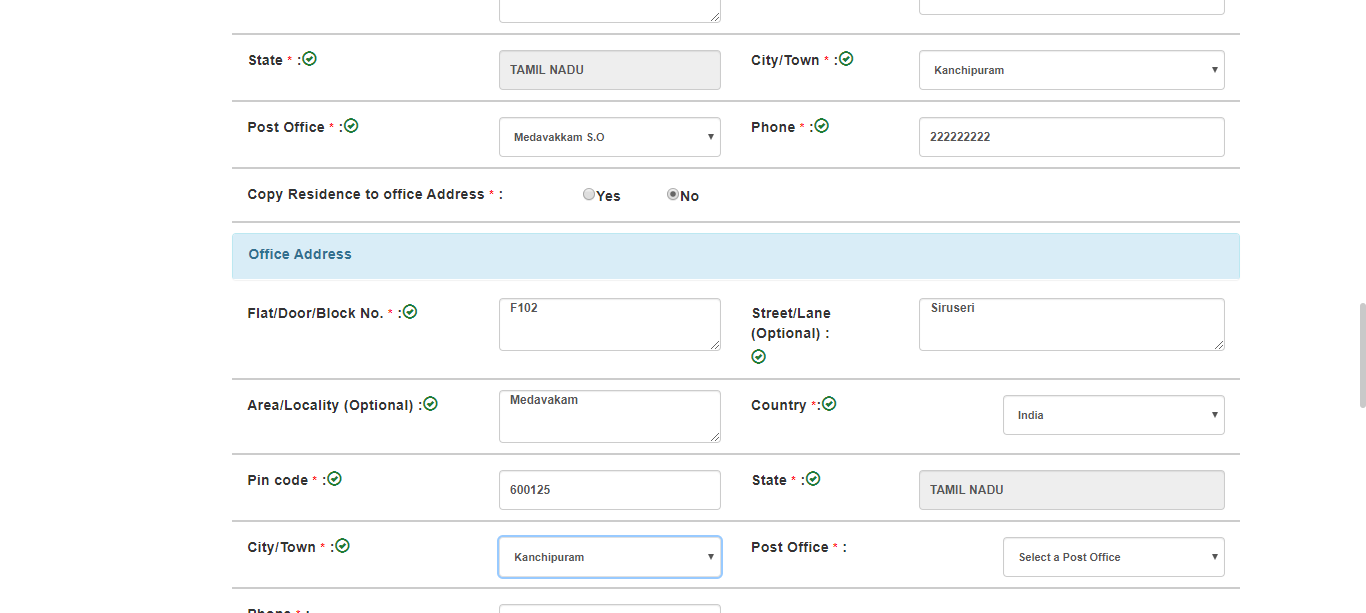 State * : TAMIL NADU City/Town * : Kanchipuram
Post Office * : Medavakkam S.O Phone * : 222222222
Copy Residence to office Address * : Yes No
Office Address
Flat/Door/Block No. * : F102 Street/Lane Siruseri
(Optional) :
Area/Locality (Optional) : Medavakam Country *: India
Pin code * : 600125 State * : TAMIL NADU
City/Town * : Kanchipuram Post Office * : Select a Post Office
Phone * :